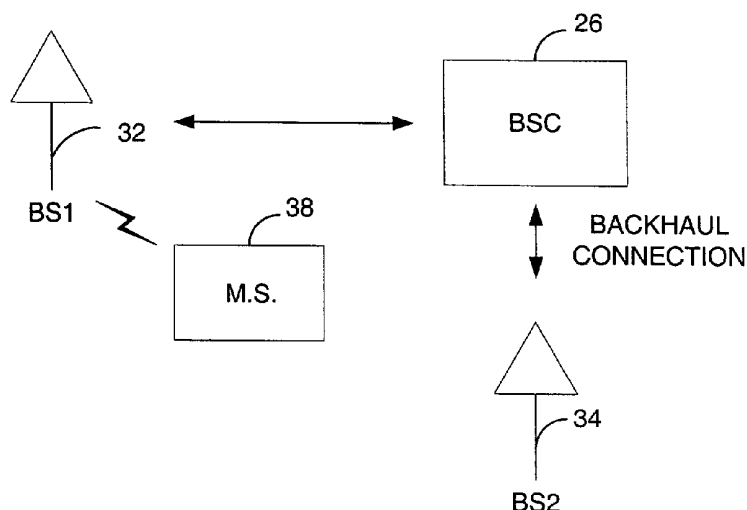 26
BSC
32
BS1
38
M.S.
BACKHAUL
CONNECTION
34
BS2